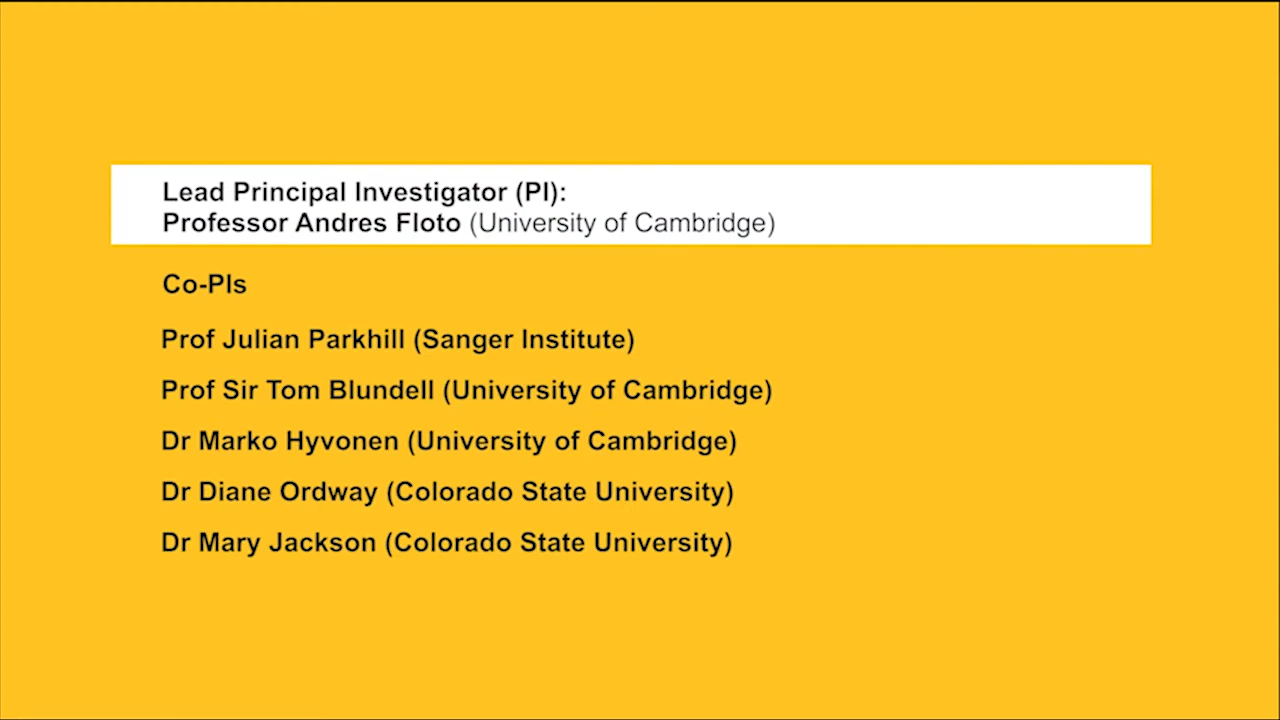 Lead Principal Investigator (PI):
Professor Andres Floto (University of Cambridge)
Co-PIs
Prof Julian Parkhill (Sanger Institute)
Prof Sir Tom Blundell (University of Cambridge)
Dr Marko Hyvonen (University of Cambridge)
Dr Diane Ordway (Colorado State University)
Dr Mary Jackson (Colorado State University)